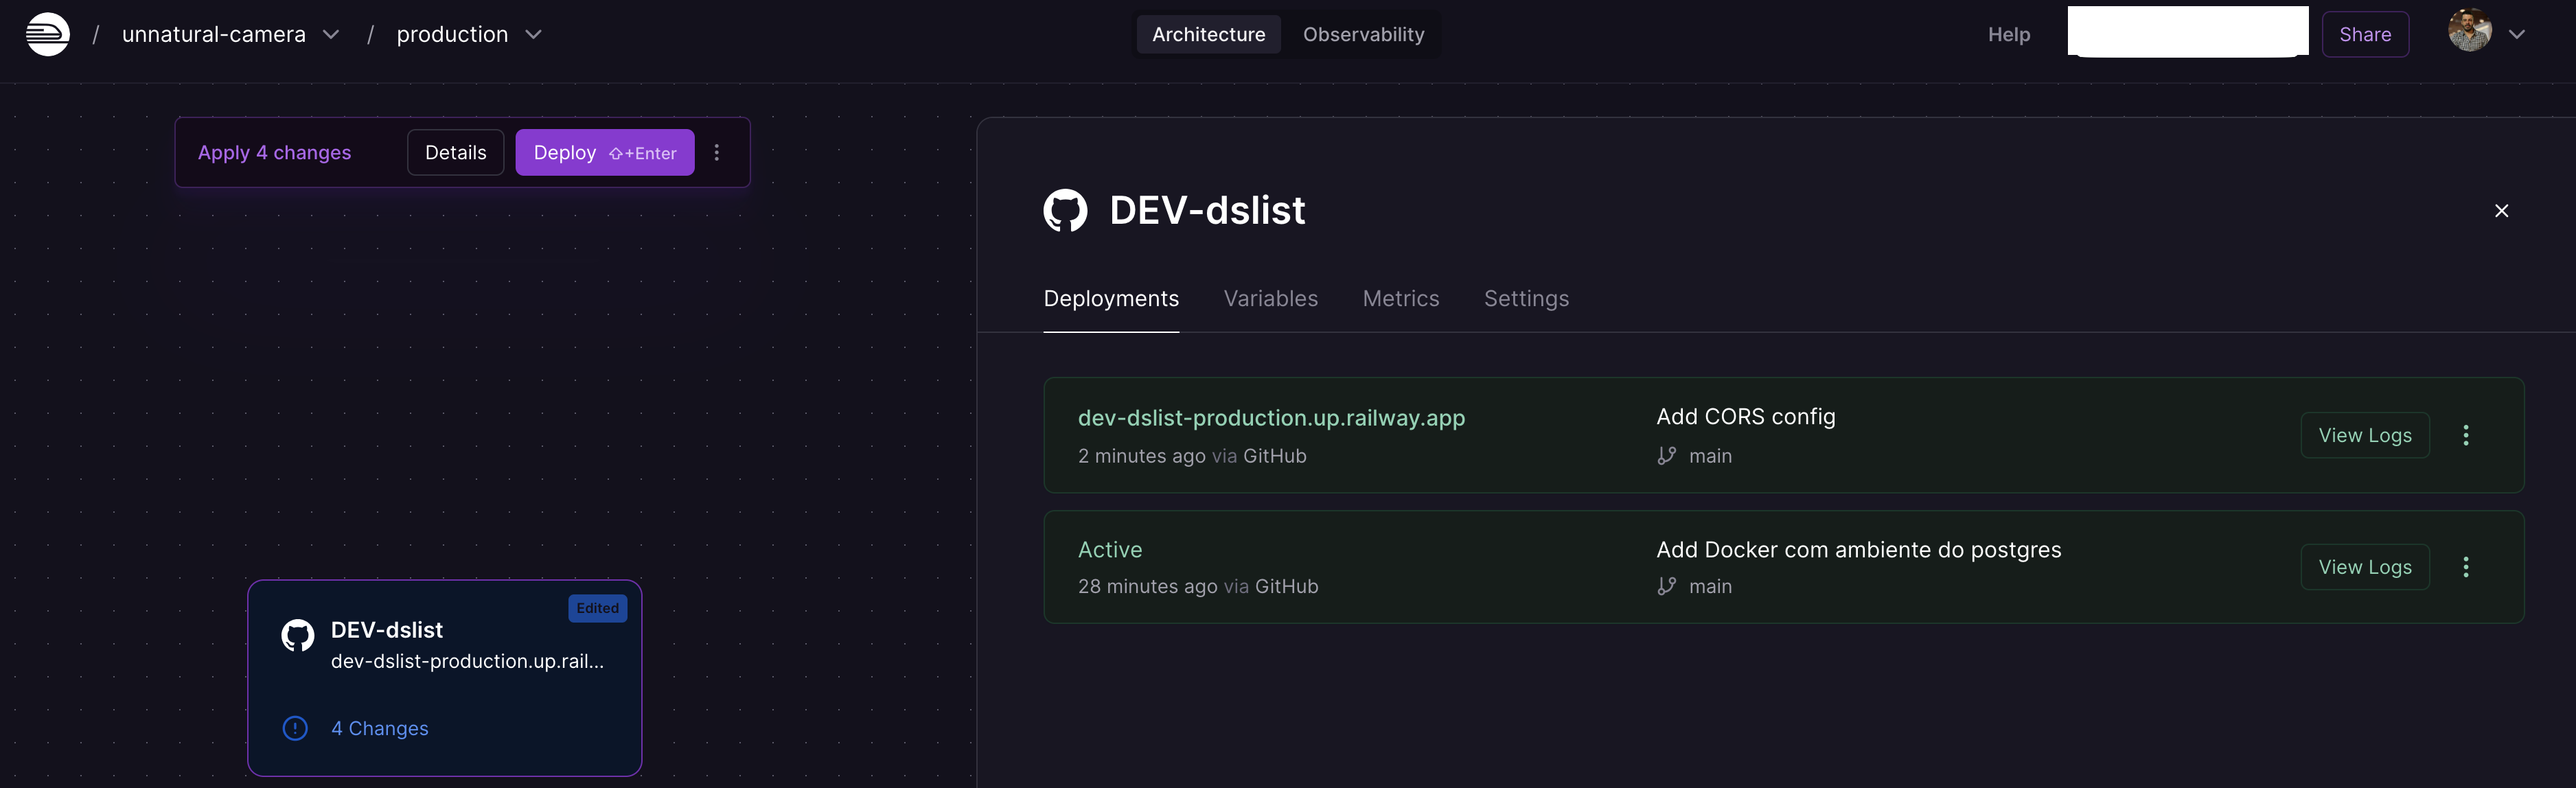 / unnatural-camera / production
Architecture Observability
Help Share
Apply 4 changes Details Deploy ⇧+Enter
DEV-dslist
Deployments Variables Metrics Settings
dev-dslist-production.up.railway.app
2 minutes ago via GitHub
Add CORS config
main
View Logs
Active
28 minutes ago via GitHub
Add Docker com ambiente do postgres
main
View Logs
Edited
DEV-dslist
dev-dslist-production.up.rail...
4 Changes